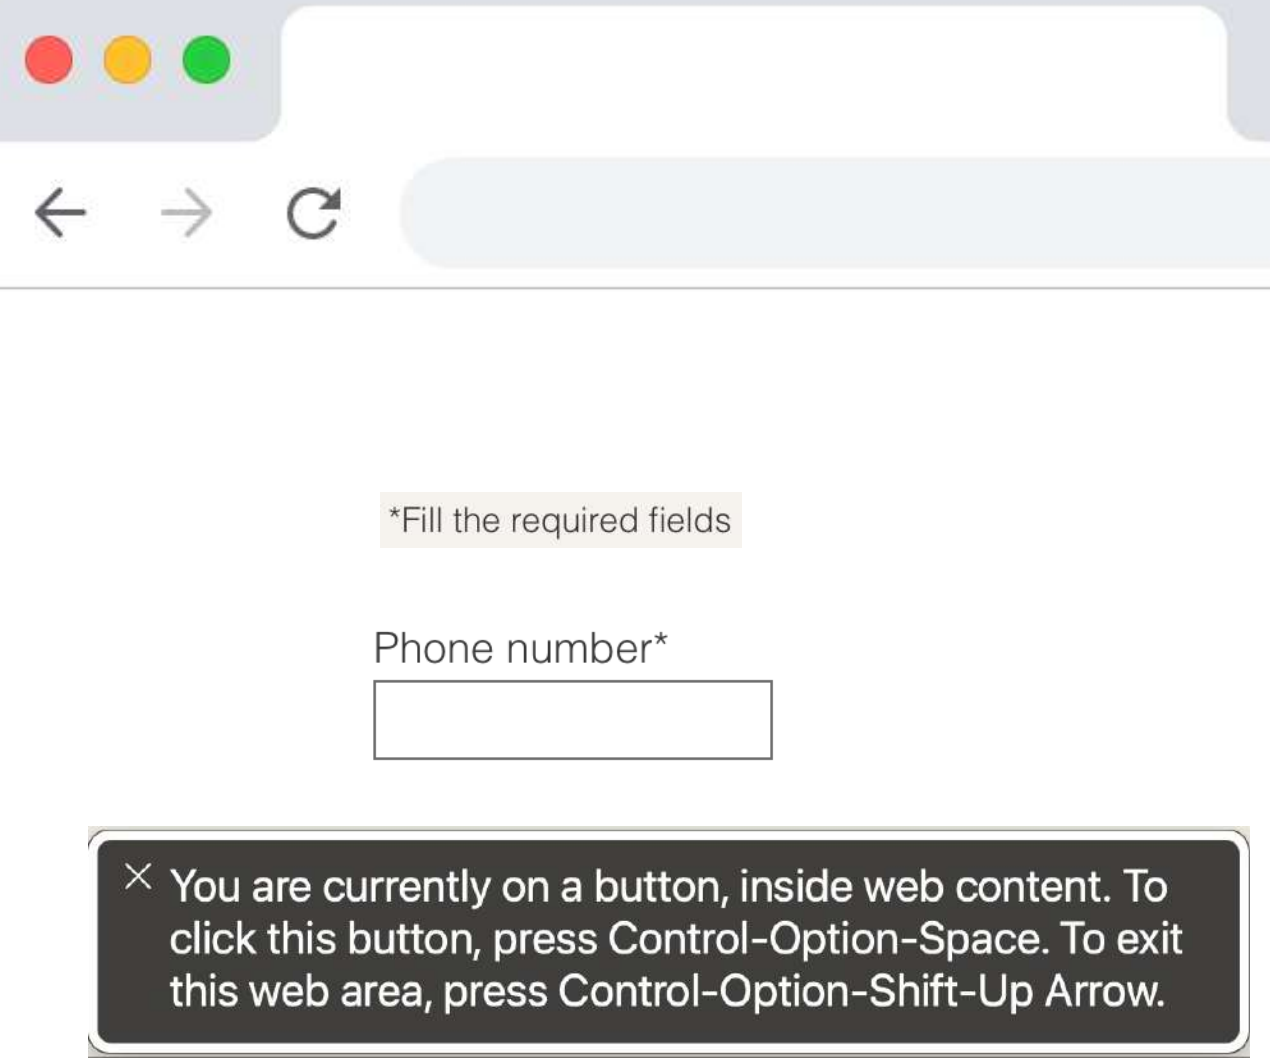 *Fill the required fields
Phone number*
You are currently on a button, inside web content. To
click this button, press Control-Option-Space. To exit
this web area, press Control-Option-Shift-Up Arrow.